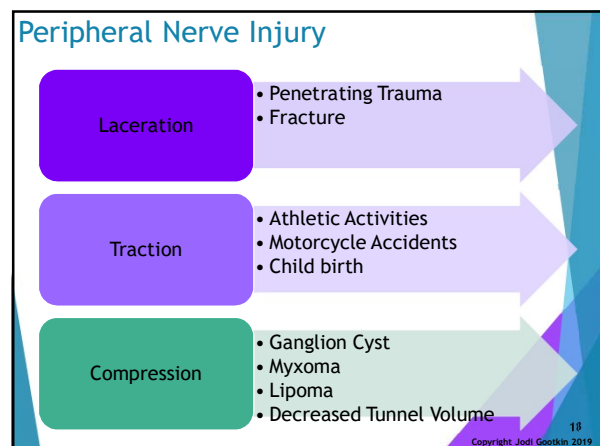 Peripheral Nerve Injury
Laceration
• Penetrating Trauma
• Fracture
Traction
• Athletic Activities
• Motorcycle Accidents
• Child birth
Compression
• Ganglion Cyst
• Myxoma
• Lipoma
• Decreased Tunnel Volume
18
Copyright Jodi Gootkin 2019